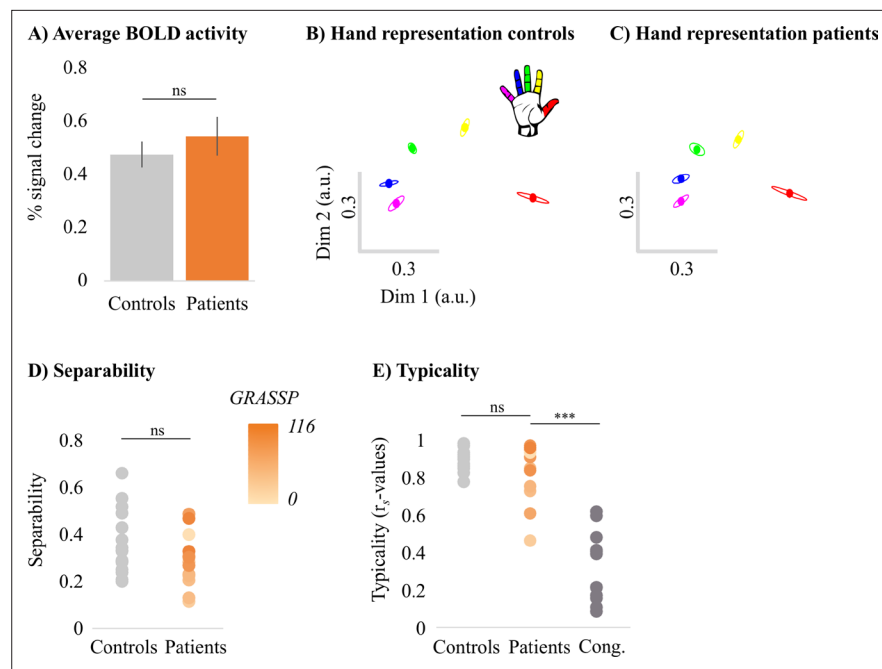 A) Average BOLD activity
0.8
0.6
0.4
0.2
0
% signal change
ns
Controls Patients
B) Hand representation controls
Dim 2 (a.u.)
0.3
0.3
Dim 1 (a.u.)
C) Hand representation patients
0.3
0.3
D) Separability
GRASSP
116
0
ns
0.8
0.6
0.4
0.2
0
Separability
Controls Patients
E) Typicality
ns
***
1
0.8
0.6
0.4
0.2
0
Typicality (rs-values)
Controls Patients Cong.